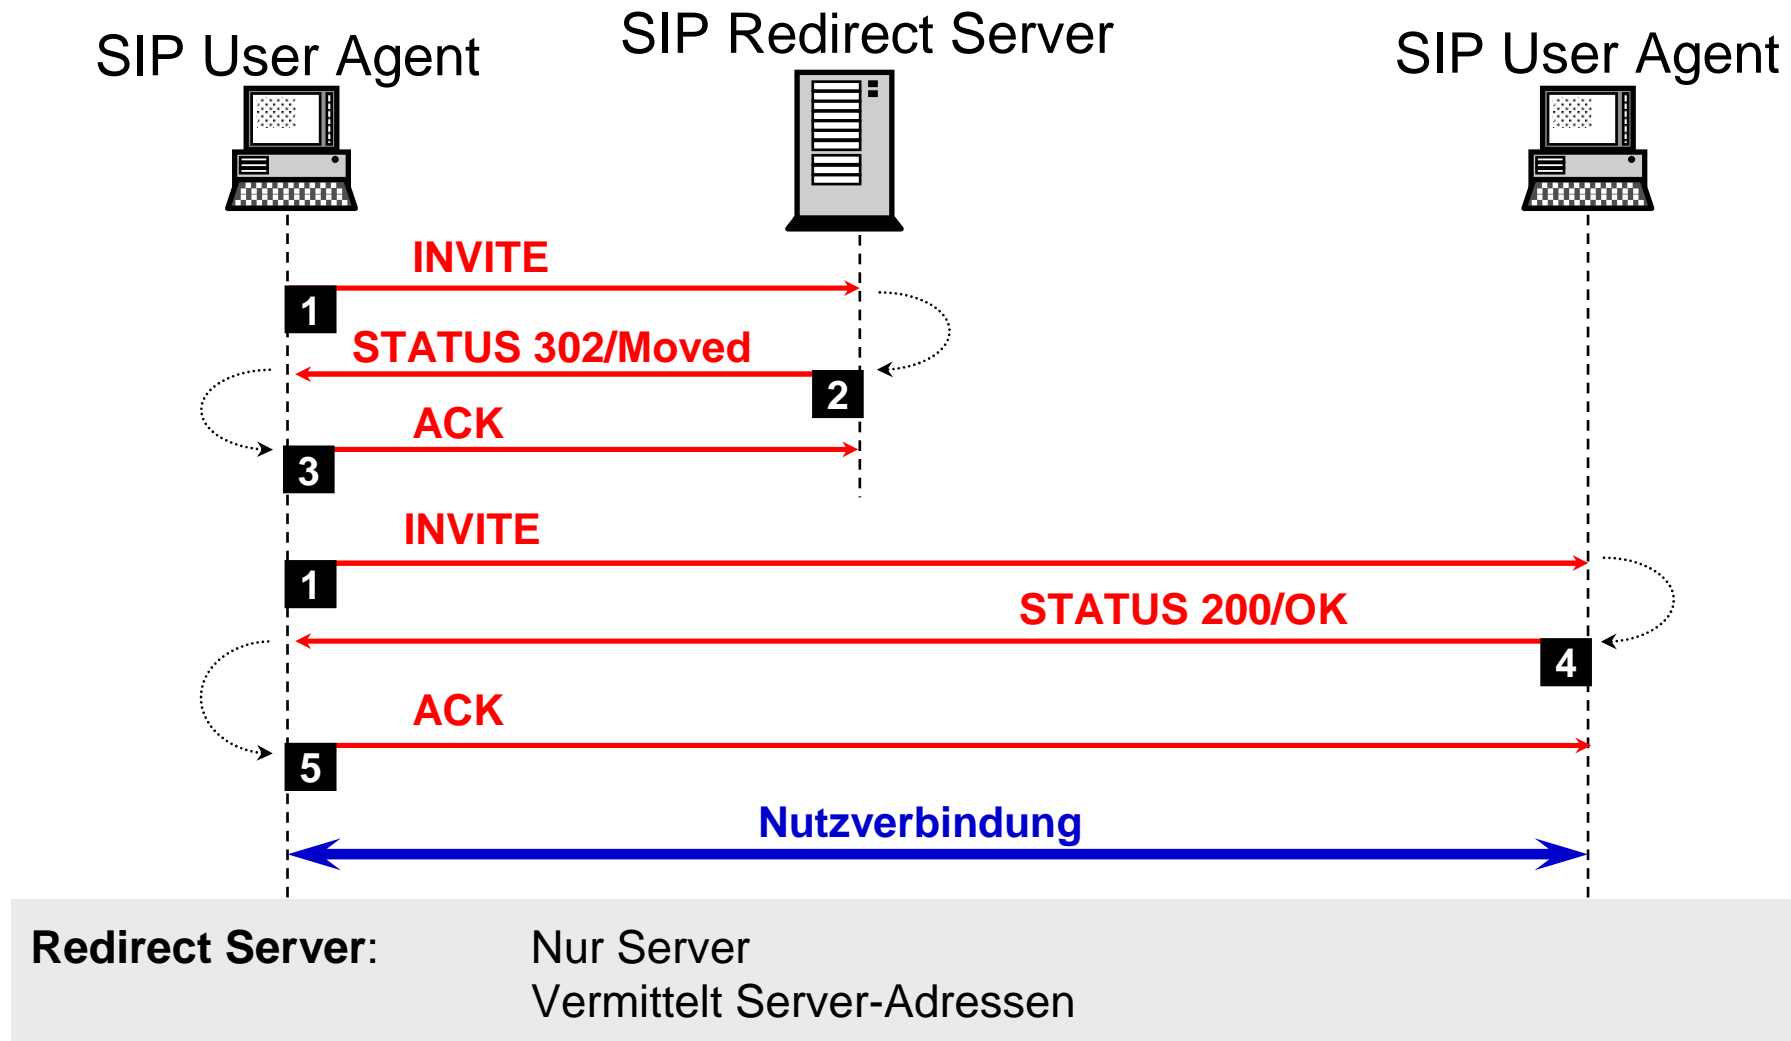 SIP User Agent
SIP Redirect Server
SIP User Agent
INVITE
1
STATUS 302/Moved
2
ACK
3
INVITE
1
STATUS 200/OK
4
ACK
5
Nutzverbindung
Redirect Server: Nur Server
Vermittelt Server-Adressen